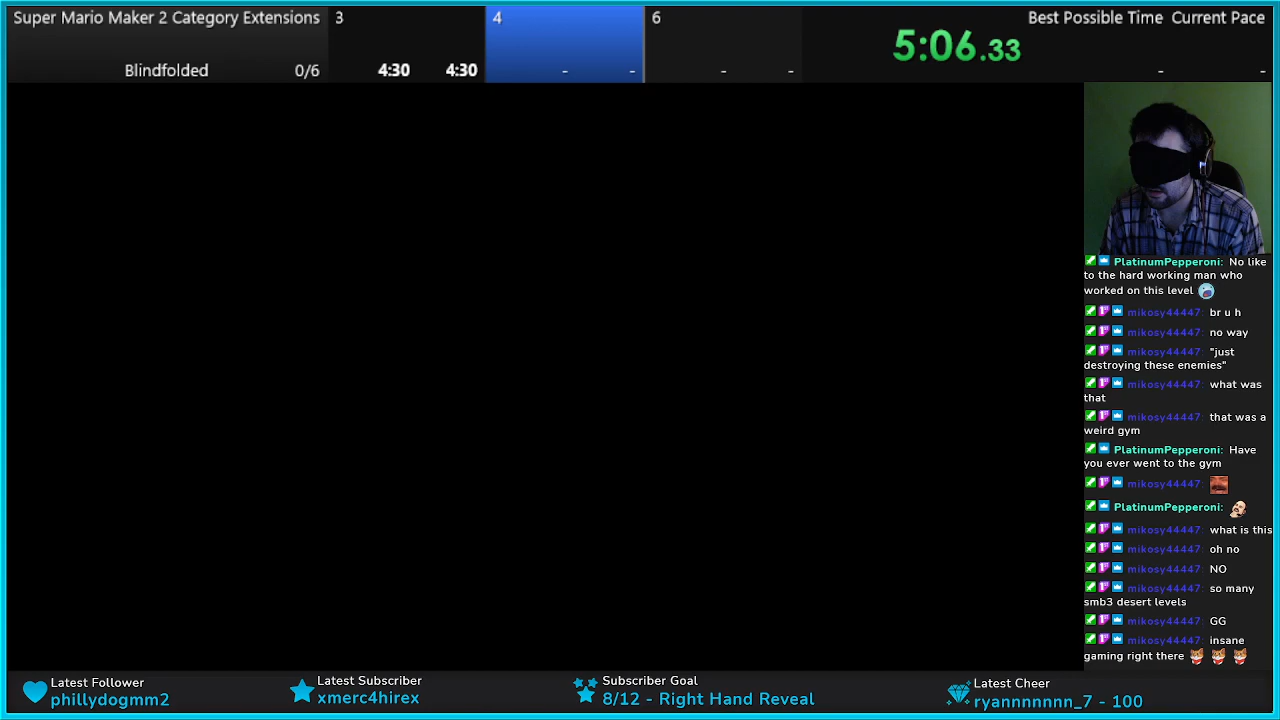 Super Mario Maker 2 Category Extensions
Blindfolded 0/6
3
4:30 4:30
4
- -
6
- -
5:06.33
Best Possible Time Current Pace
- -
PlatinumPepperoni: No like
to the hard working man who
worked on this level
mikosy44447: br u h
mikosy44447: no way
mikosy44447: "just
destroying these enemies"
mikosy44447: what was
that
mikosy44447: that was a
weird gym
PlatinumPepperoni: Have
you ever went to the gym
mikosy44447:
PlatinumPepperoni:
mikosy44447: what is this
mikosy44447: oh no
mikosy44447: NO
mikosy44447: so many
smb3 desert levels
mikosy44447: GG
mikosy44447: insane
gaming right there
Latest Follower
phillydogmm2
Latest Subscriber
xmerc4hirex
Subscriber Goal
8/12 - Right Hand Reveal
Latest Cheer
ryannnnnnn_7 - 100